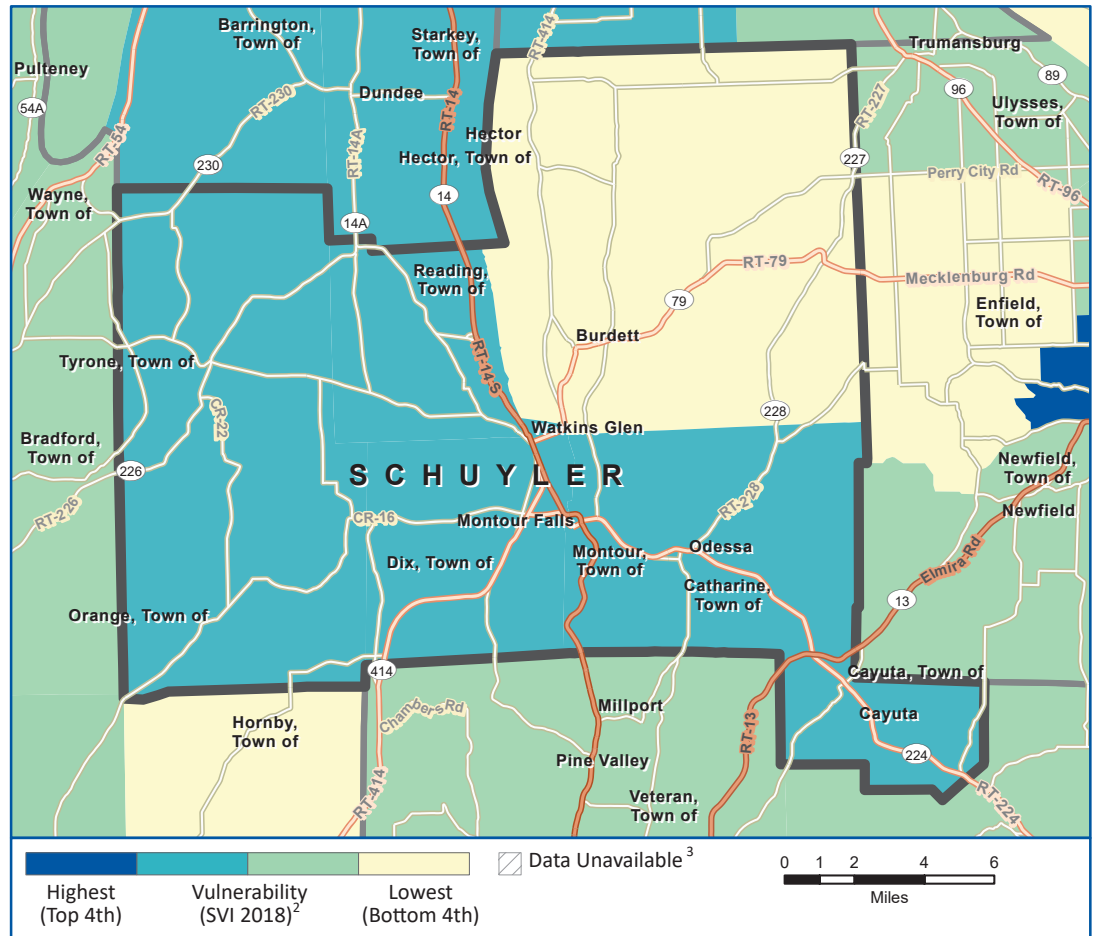 Barrington,
Town of
Starkey,
Town of
RT-414
Trumansburg
Pulteney
89
54A
Dundee
96
RT-230
RT-14
RT-227
Ulysses,
Town of
RT-54
RT-14A
Hector
Hector, Town of
230
227
Perry City Rd
Wayne,
Town of
14
RT-96
14A
Reading,
Town of
RT-79
Mecklenburg Rd
79
Enfield,
Town of
Burdett
Tyrone, Town of
RT-14 S
CR-22
228
Watkins Glen
Bradford,
Town of
226
SCHUYLER
Newfield,
Town of
RT-226
RT-228
Newfield
CR-16
Montour Falls
Odessa
Dix, Town of
Montour,
Town of
Elmira Rd
Catharine,
Town of
13
Orange, Town of
414
Cayuta, Town of
Chambers Rd
Millport
Cayuta
Hornby,
Town of
RT-13
Pine Valley
224
RT-414
Veteran,
Town of
RT-224
Data Unavailable 3
0 1 2 4 6
Miles
Highest
(Top 4th)
Vulnerability
(SVI 2018)2
Lowest
(Bottom 4th)